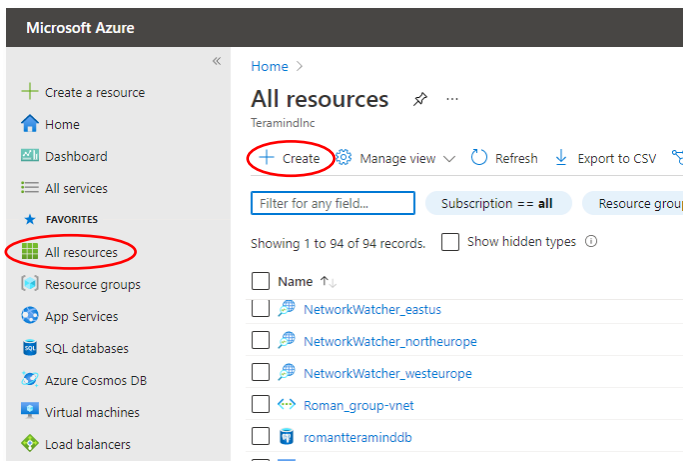 Microsoft Azure
«
Home >
Create a resource
All resources
...
Home
TeramindInc
Dashboard
Create
Manage view
Refresh
Export to CSV
All services
FAVORITES
Filter for any field...
Subscription == all
Resource grou
All resources
Showing 1 to 94 of 94 records.
Show hidden types
Resource groups
Name ↑↓
App Services
NetworkWatcher_eastus
SQL databases
NetworkWatcher_northeurope
Azure Cosmos DB
NetworkWatcher_westeurope
Virtual machines
Roman_group-vnet
Load balancers
romantteraminddb